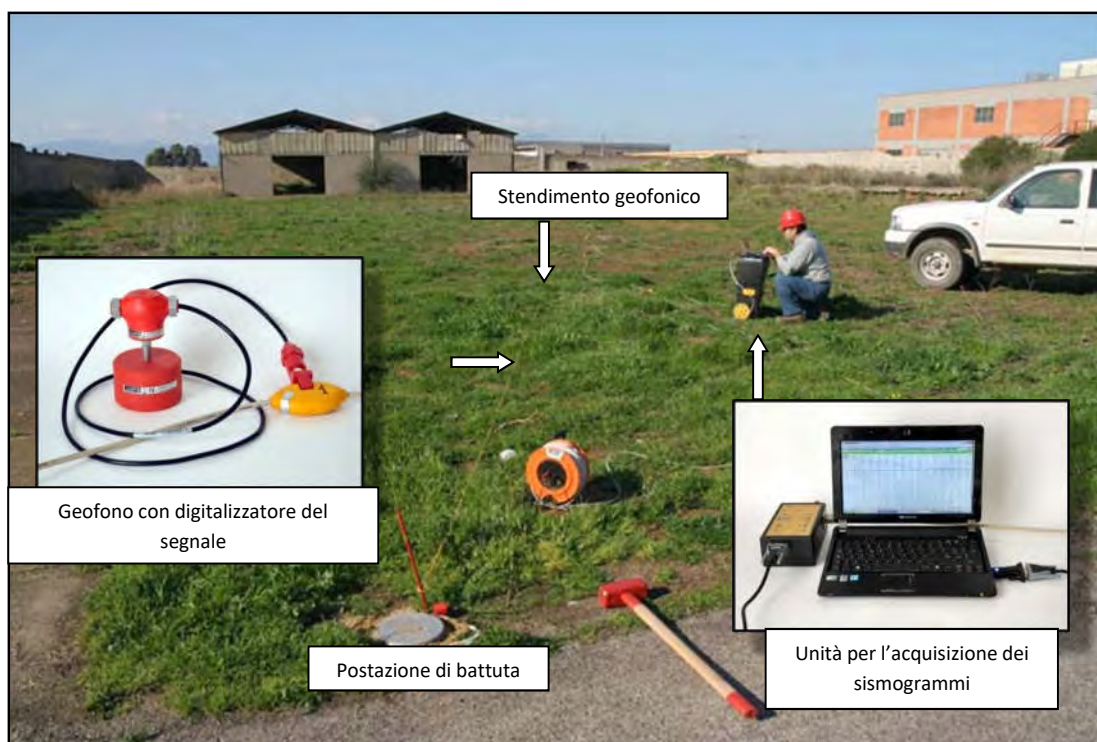 Stendimento geofonico
Geofono con digitalizzatore del
segnale
Postazione di battuta
Unità per l’acquisizione dei
sismogrammi